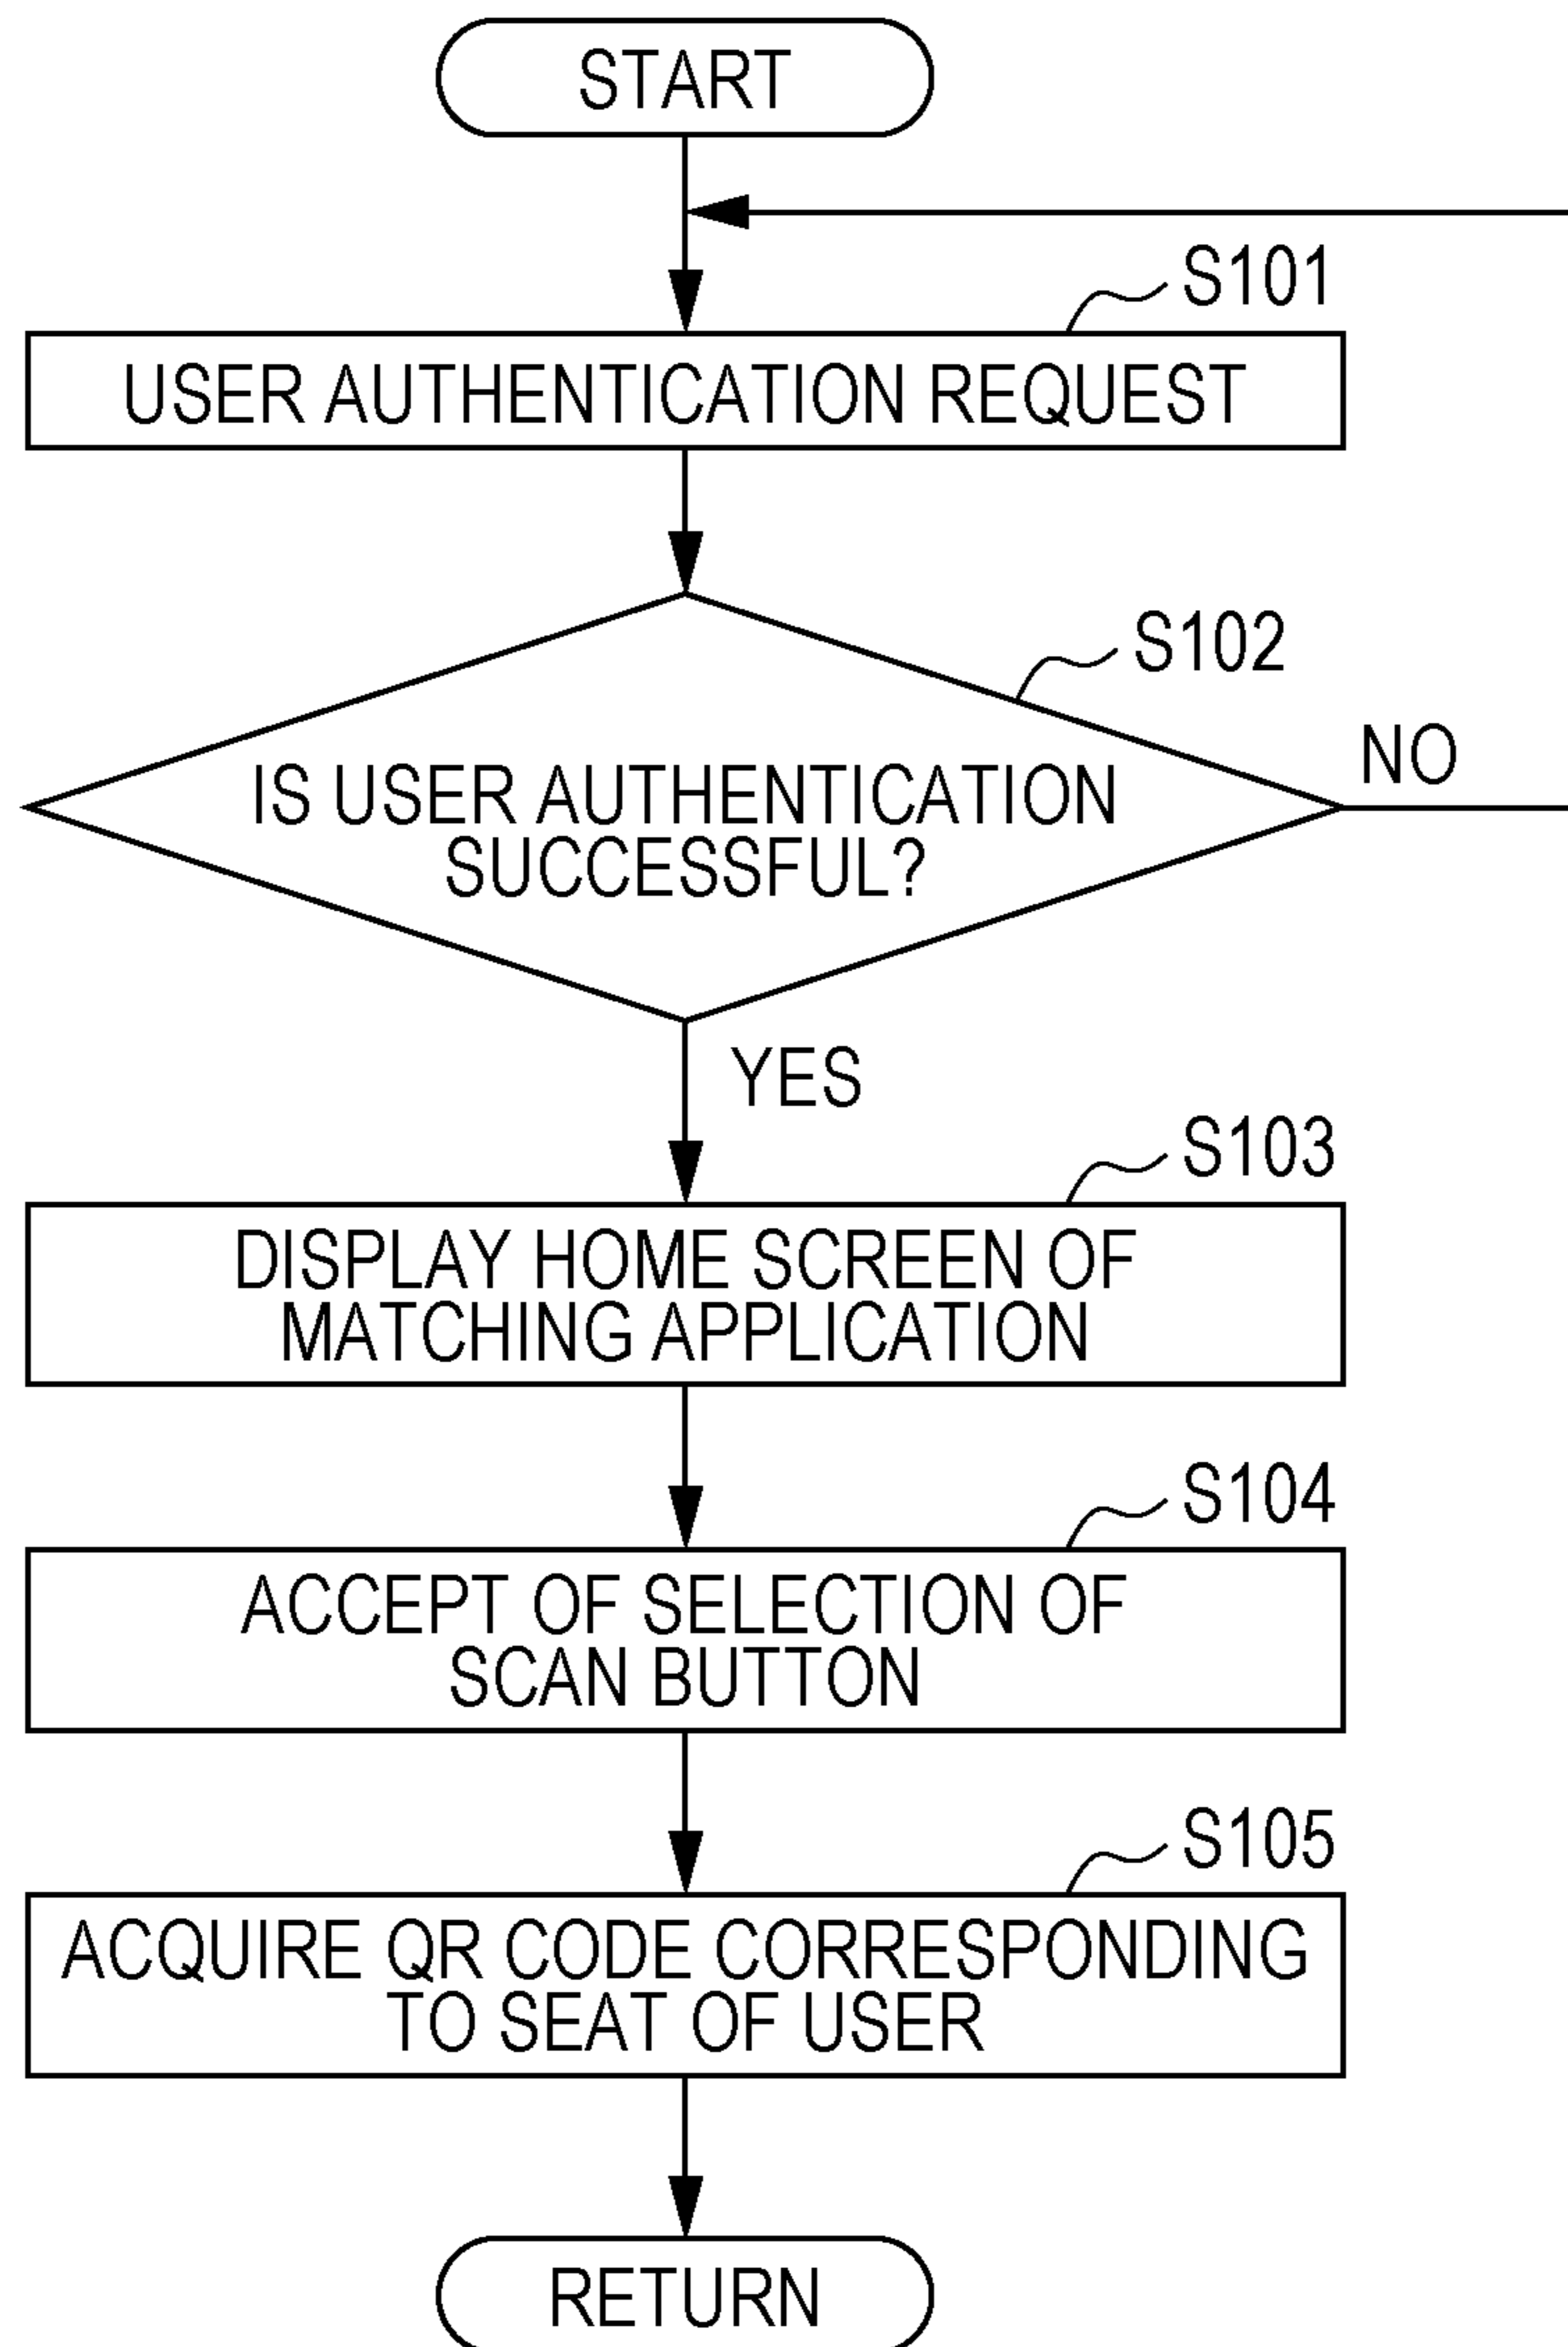 START
S101
USER AUTHENTICATION REQUEST
S102
NO
IS USER AUTHENTICATION
SUCCESSFUL?
YES
S103
DISPLAY HOME SCREEN OF
MATCHING APPLICATION
S104
ACCEPT OF SELECTION OF
SCAN BUTTON
S105
ACQUIRE QR CODE CORRESPONDING
TO SEAT OF USER
RETURN